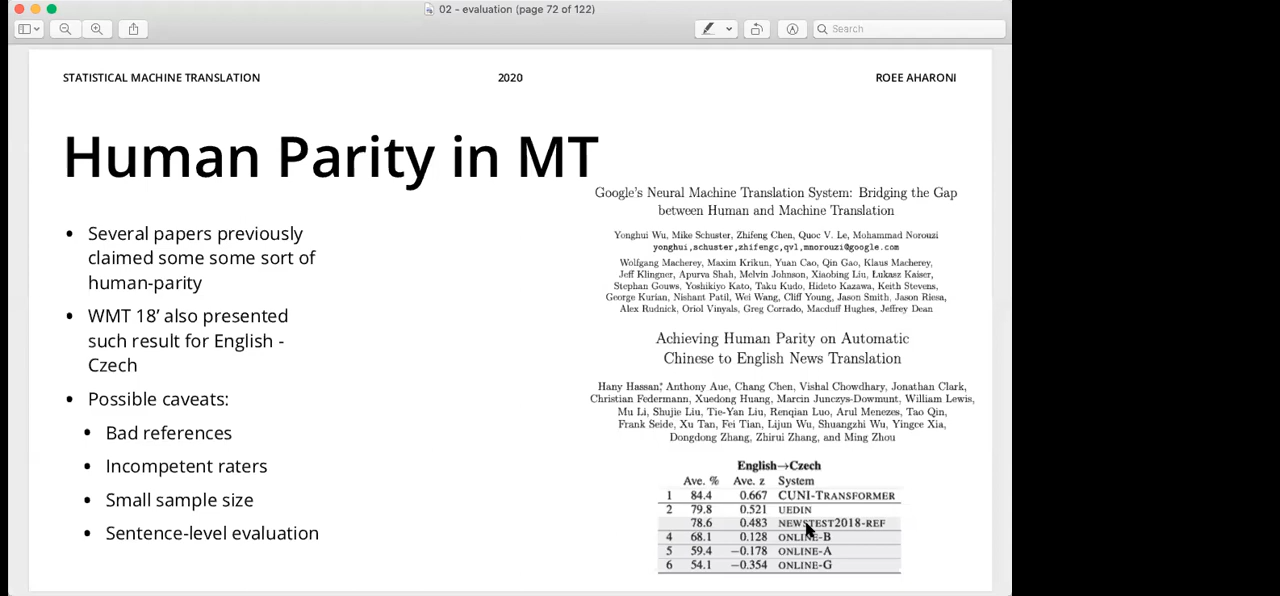 02 - evaluation (page 72 of 122)
Search
STATISTICAL MACHINE TRANSLATION 2020 ROEE AHARONI
Human Parity in MT
• Several papers previously
claimed some some sort of
human-parity
• WMT 18’ also presented
such result for English -
Czech
• Possible caveats:
• Bad references
• Incompetent raters
• Small sample size
• Sentence-level evaluation
Google's Neural Machine Translation System: Bridging the Gap
between Human and Machine Translation
Yonghui Wu, Mike Schuster, Zhifeng Chen, Quoc V. Le, Mohammad Norouzi
yonghui,schuster,zhifengc,qvl,mnorouzi@google.com
Wolfgang Macherey, Maxim Krikun, Yuan Cao, Qin Gao, Klaus Macherey,
Jeff Klingner, Apurva Shah, Melvin Johnson, Xiaobing Liu, Łukasz Kaiser,
Stephan Gouws, Yoshikiyo Kato, Taku Kudo, Hideto Kazawa, Keith Stevens,
George Kurian, Nishant Patil, Wei Wang, Cliff Young, Jason Smith, Jason Riesa,
Alex Rudnick, Oriol Vinyals, Greg Corrado, Macduff Hughes, Jeffrey Dean
Achieving Human Parity on Automatic
Chinese to English News Translation
Hany Hassan*, Anthony Aue, Chang Chen, Vishal Chowdhary, Jonathan Clark,
Christian Federmann, Xuedong Huang, Marcin Junczys-Dowmunt, William Lewis,
Mu Li, Shujie Liu, Tie-Yan Liu, Renqian Luo, Arul Menezes, Tao Qin,
Frank Seide, Xu Tan, Fei Tian, Lijun Wu, Shuangzhi Wu, Yingce Xia,
Dongdong Zhang, Zhirui Zhang, and Ming Zhou
English→Czech
Ave. % Ave. z System
1 84.4 0.667 CUNI-TRANSFORMER
2 79.8 0.521 UEDIN
78.6 0.483 NEWSTEST2018-REF
4 68.1 0.128 ONLINE-B
5 59.4 −0.178 ONLINE-A
6 54.1 −0.354 ONLINE-G